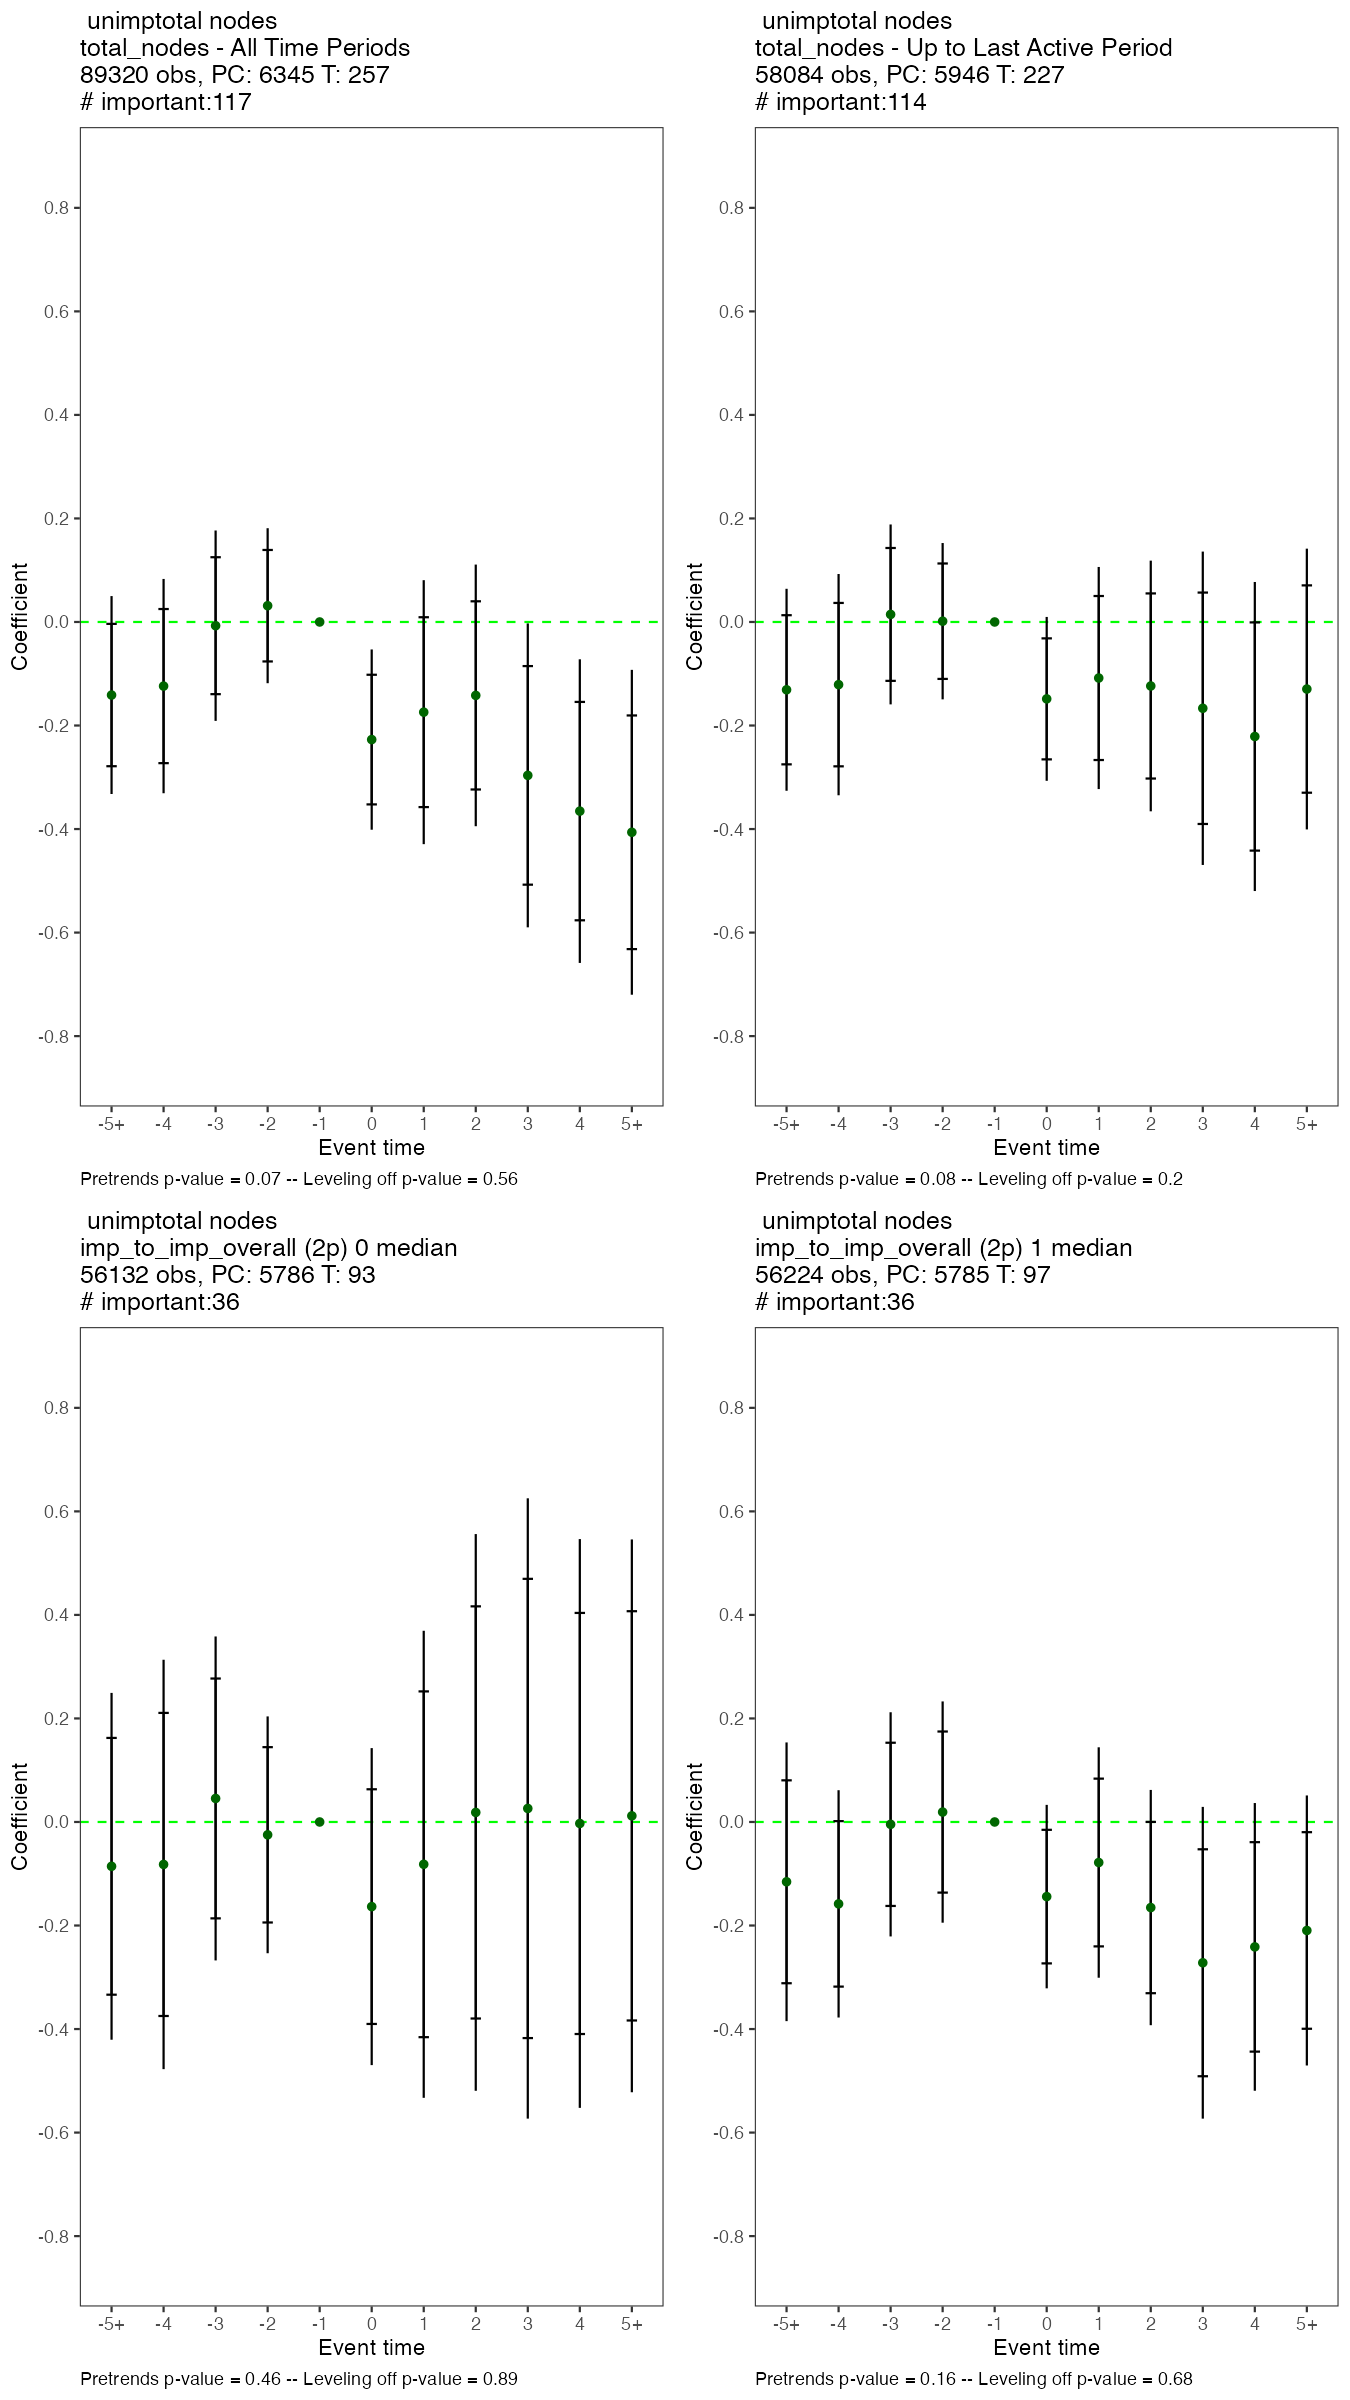 unimptotal nodes
total_nodes - All Time Periods
89320 obs, PC: 6345 T: 257
# important:117
0.8
0.6
0.4
0.2
0.0
-0.2
-0.4
-0.6
-0.8
Coefficient
-5+ -4 -3 -2 -1 0 1 2 3 4 5+
Event time
Pretrends p-value = 0.07 -- Leveling off p-value = 0.56
unimptotal nodes
total_nodes - Up to Last Active Period
58084 obs, PC: 5946 T: 227
# important:114
0.8
0.6
0.4
0.2
0.0
-0.2
-0.4
-0.6
-0.8
Coefficient
-5+ -4 -3 -2 -1 0 1 2 3 4 5+
Event time
Pretrends p-value = 0.08 -- Leveling off p-value = 0.2
unimptotal nodes
imp_to_imp_overall (2p) 0 median
56132 obs, PC: 5786 T: 93
# important:36
0.8
0.6
0.4
0.2
0.0
-0.2
-0.4
-0.6
-0.8
Coefficient
-5+ -4 -3 -2 -1 0 1 2 3 4 5+
Event time
Pretrends p-value = 0.46 -- Leveling off p-value = 0.89
unimptotal nodes
imp_to_imp_overall (2p) 1 median
56224 obs, PC: 5785 T: 97
# important:36
0.8
0.6
0.4
0.2
0.0
-0.2
-0.4
-0.6
-0.8
Coefficient
-5+ -4 -3 -2 -1 0 1 2 3 4 5+
Event time
Pretrends p-value = 0.16 -- Leveling off p-value = 0.68